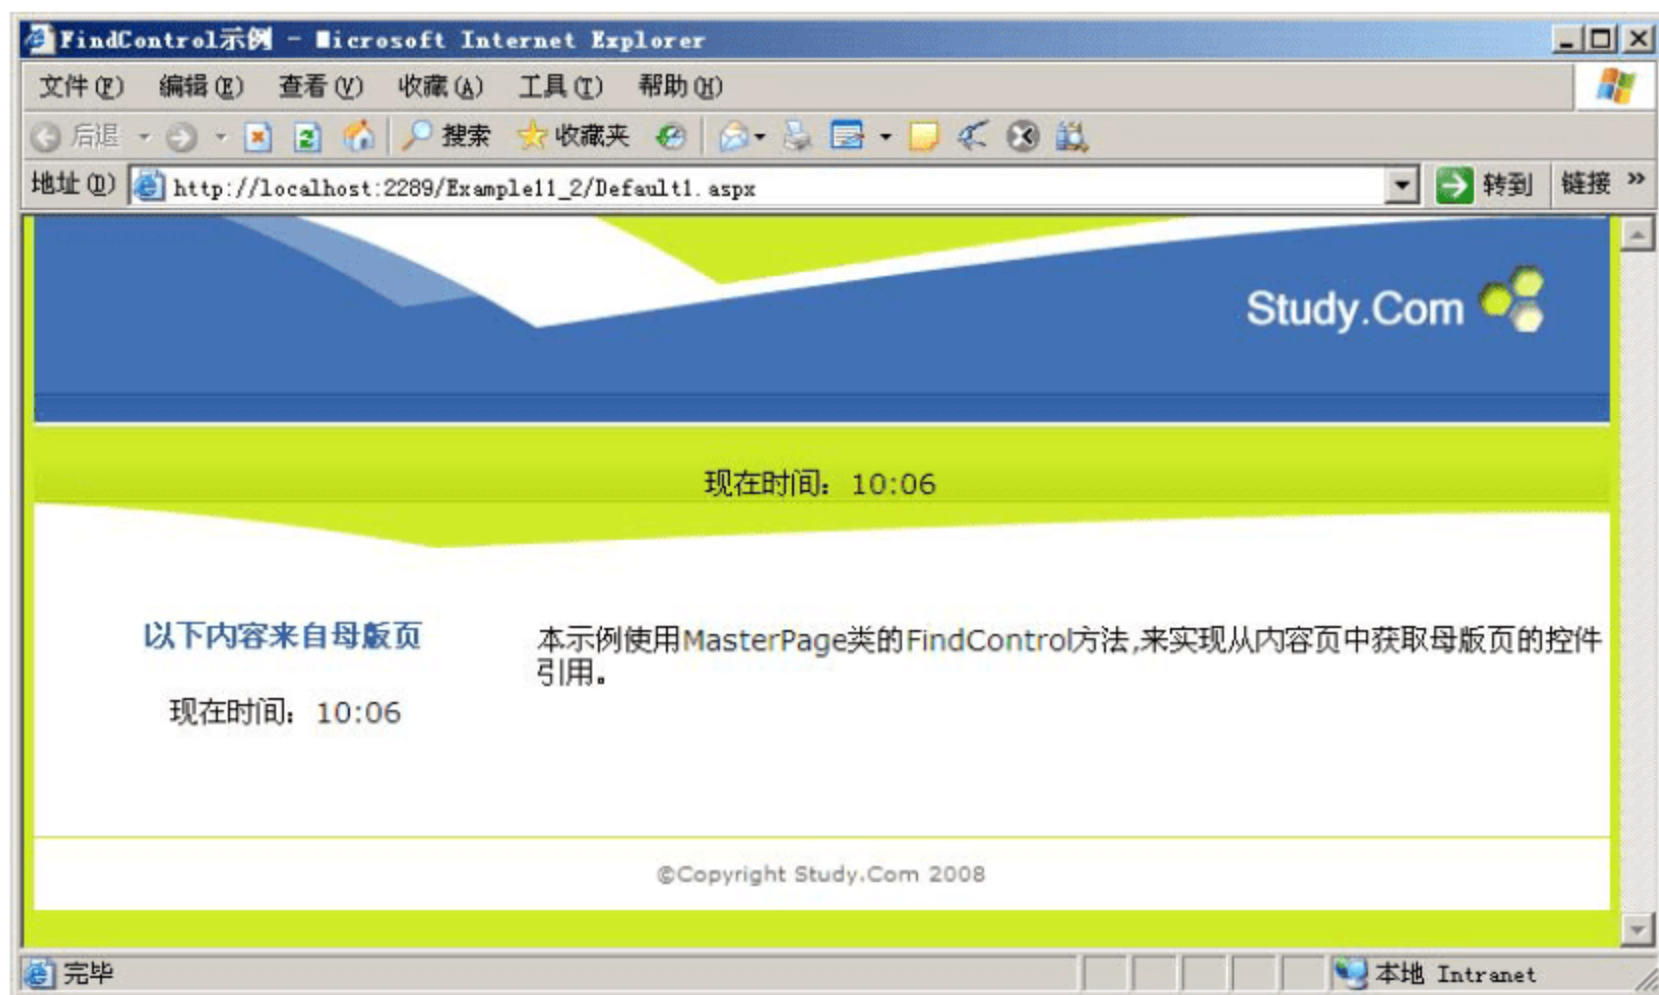 FindControl示例 - Microsoft Internet Explorer
文件(F) 编辑(E) 查看(V) 收藏(A) 工具(T) 帮助(H)
后退 搜索 收藏夹
地址(D) http://localhost:2289/Example11_2/Default1.aspx 转到 链接 »
Study.Com
现在时间：10:06
以下内容来自母版页
现在时间：10:06
本示例使用MasterPage类的FindControl方法,来实现从内容页中获取母版页的控件
引用。
©Copyright Study.Com 2008
完毕 本地 Intranet